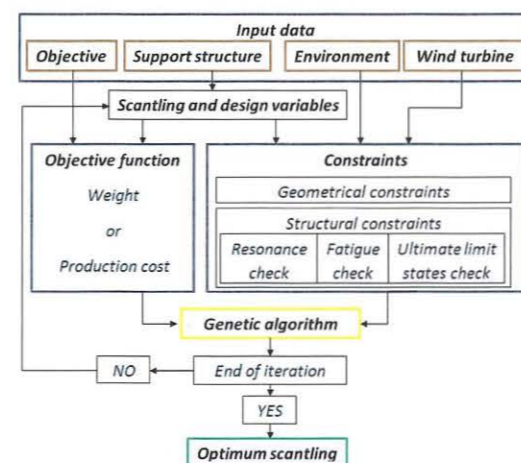 Input data
Objective
Support structure
Environment
Wind turbine
Scantling and design variables
Objective function
Weight
or
Production cost
Constraints
Geometrical constraints
Structural constraints
Resonance
check
Fatigue
check
Ultimate limit
states check
Genetic algorithm
NO
End of iteration
YES
Optimum scantling